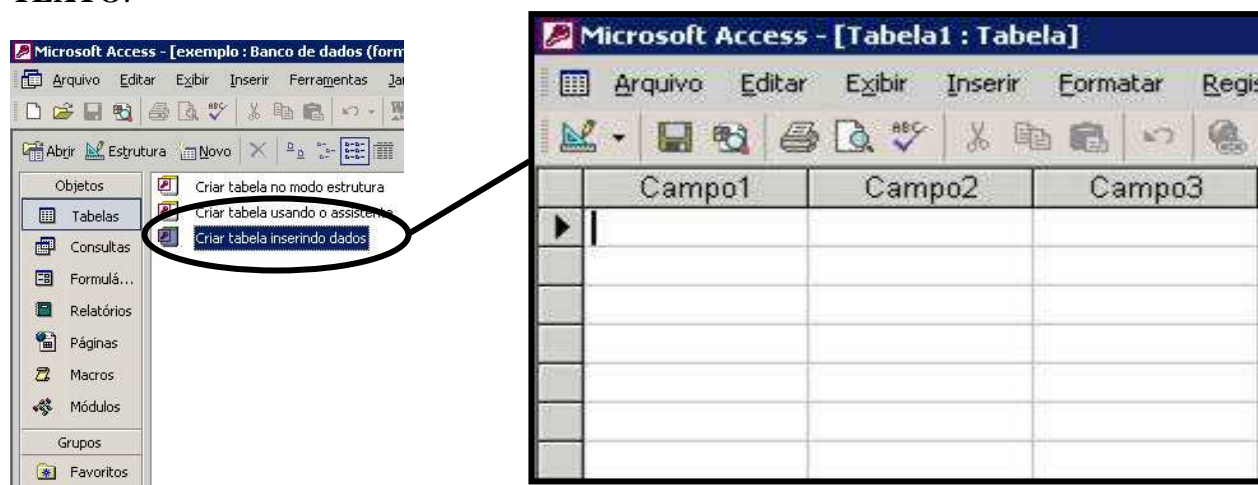 TEXTO:
Microsoft Access - [exemplo : Banco de dados (form
Arquivo Editar Exibir Inserir Ferramentas
Abrir Estrutura Novo
Objetos
Tabelas
Consultas
Formulá...
Relatórios
Páginas
Macros
Módulos
Grupos
Favoritos
Criar tabela no modo estrutura
Criar tabela usando o assistente
Criar tabela inserindo dados
Microsoft Access - [Tabela1 : Tabela]
Arquivo Editar Exibir Inserir Formatar Regis
Campo1 Campo2 Campo3